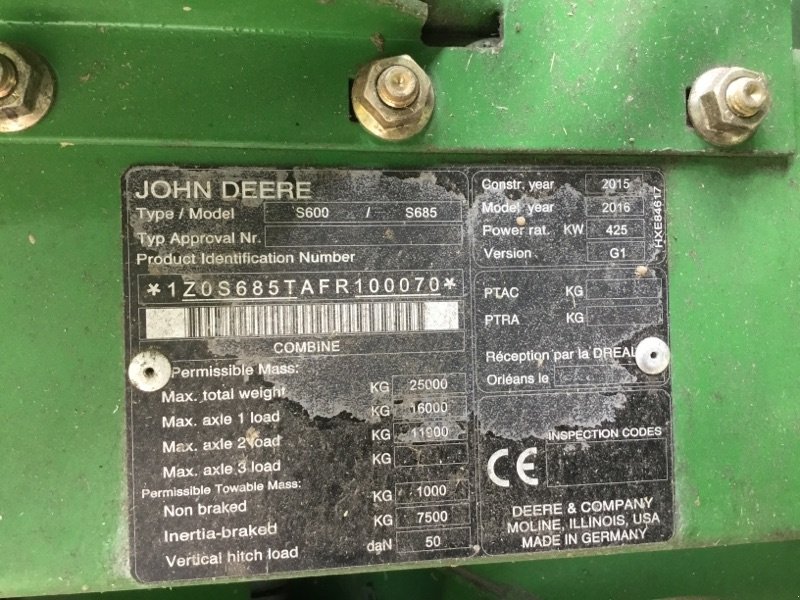 JOHN DEERE
Type / Model S600 / S685
Typ Approval Nr.
Product Identification Number
*1Z0S685TAFR100070*
COMBINE
Permissible Mass:
Max. total weight KG 25000
Max. axle 1 load KG 16000
Max. axle 2 load KG 11900
Max. axle 3 load KG
Permissible Towable Mass:
Non braked KG 1000
Inertia-braked KG 7500
Vertical hitch load daN 50
Constr. year 2015
Model year 2016
Power rat. KW 425
Version G1
HXE84617
PTAC KG
PTRA KG
Réception par la DREAL
Orléans le
INSPECTION CODES
CE
DEERE & COMPANY
MOLINE, ILLINOIS, USA
MADE IN GERMANY